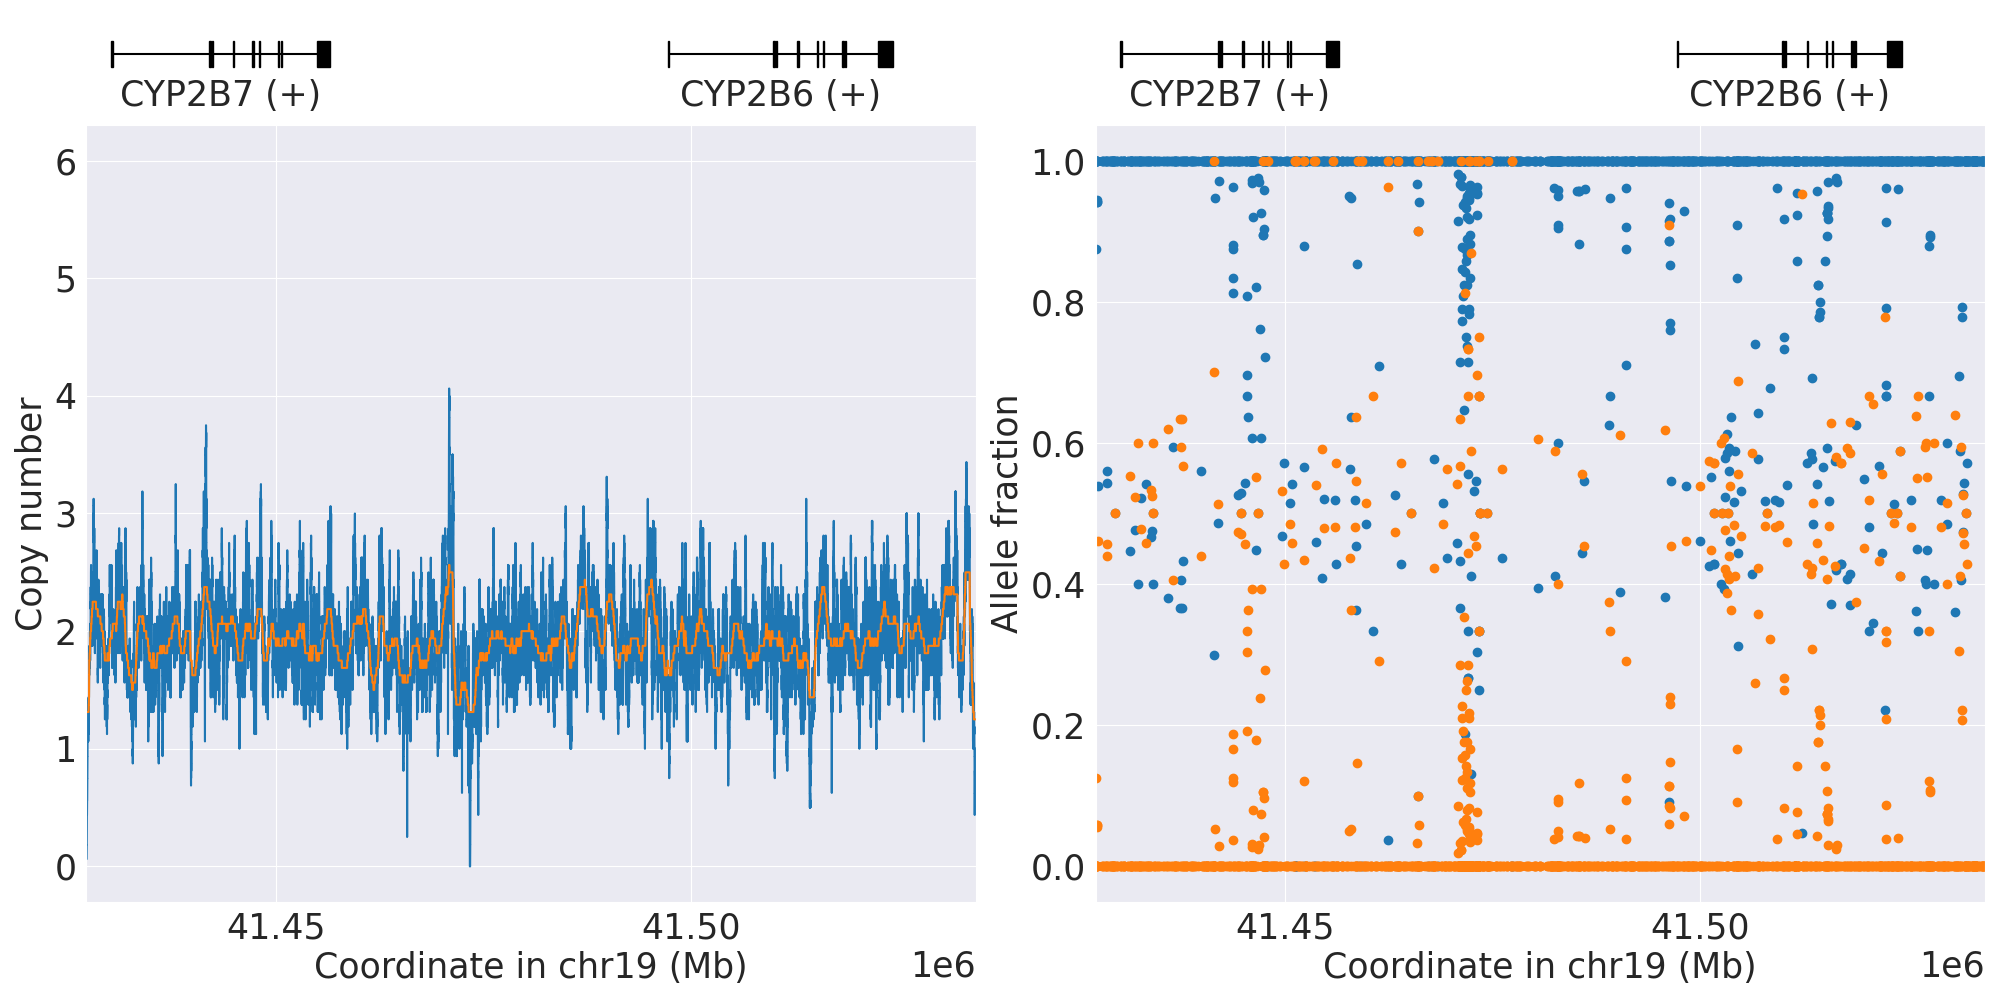 CYP2B7 (+) CYP2B6 (+)
6
5
4
3
2
1
0
Copy number
41.45 41.50
Coordinate in chr19 (Mb) 1e6
CYP2B7 (+) CYP2B6 (+)
1.0
0.8
0.6
0.4
0.2
0.0
Allele fraction
41.45 41.50
Coordinate in chr19 (Mb) 1e6